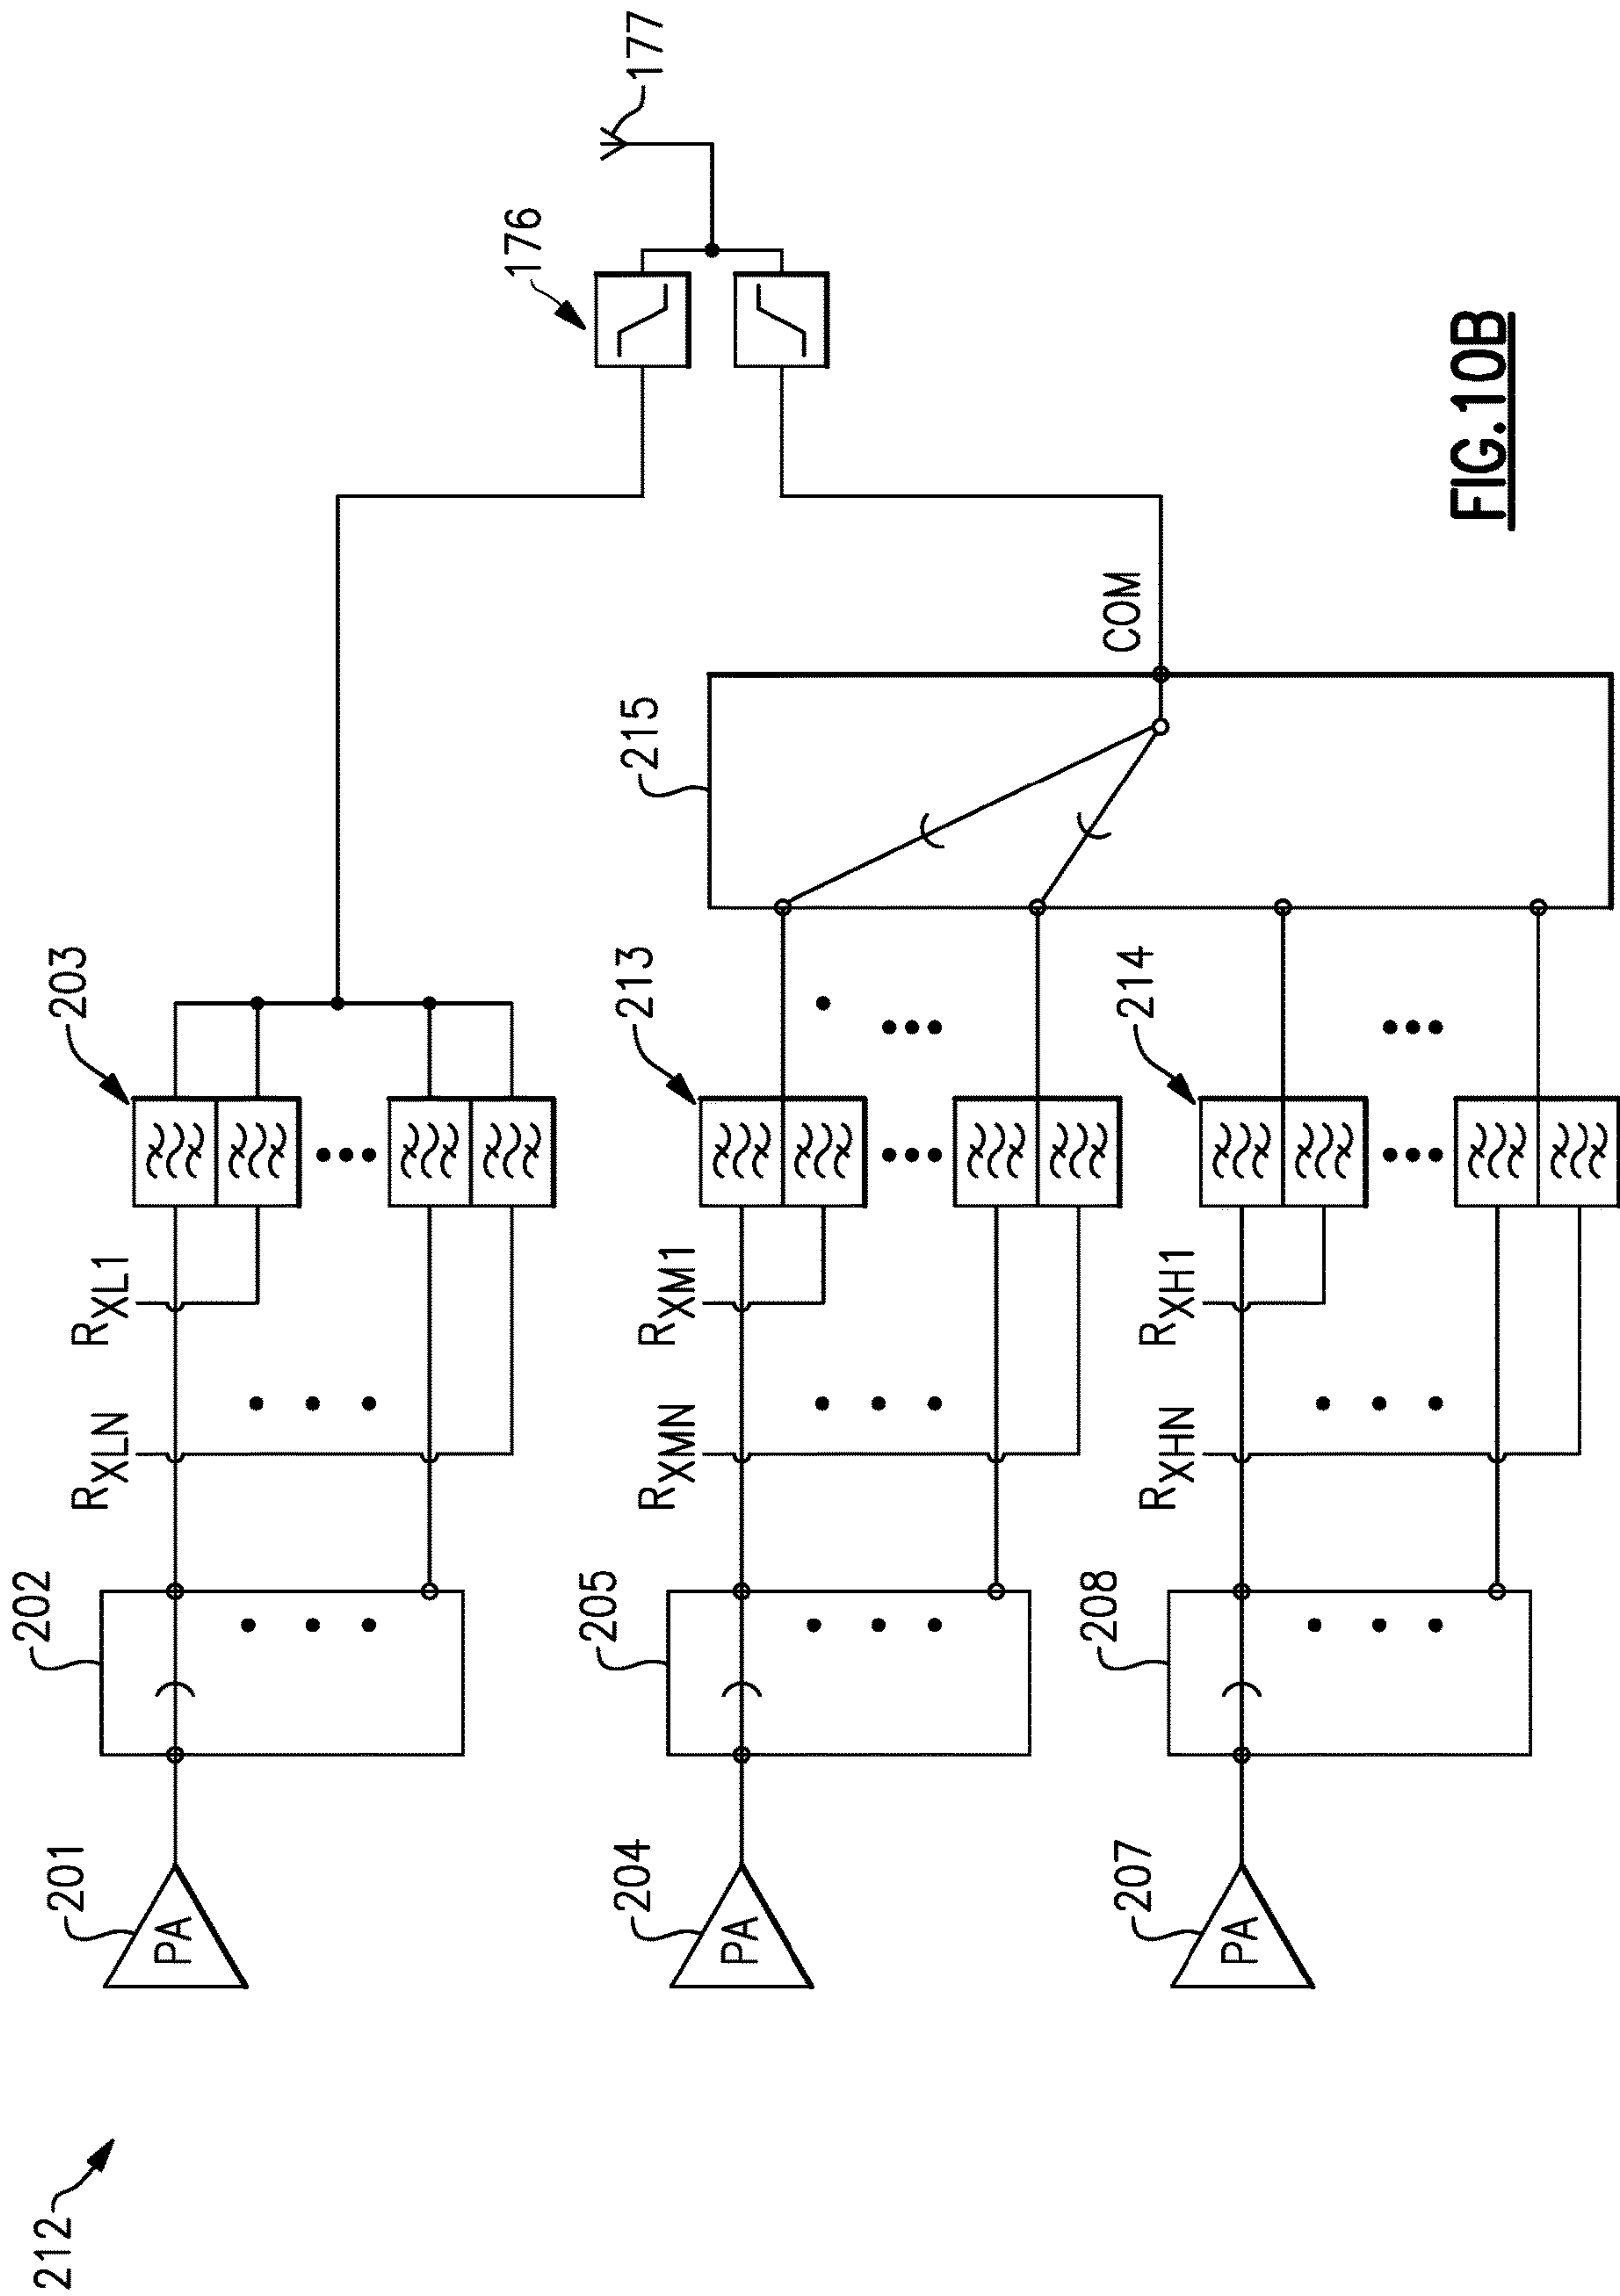 212
201
PA
202
RXLN
RXL1
203
176
177
204
PA
205
RXMN
RXM1
213
215
COM
207
PA
208
RXHN
RXH1
214
FIG.10B